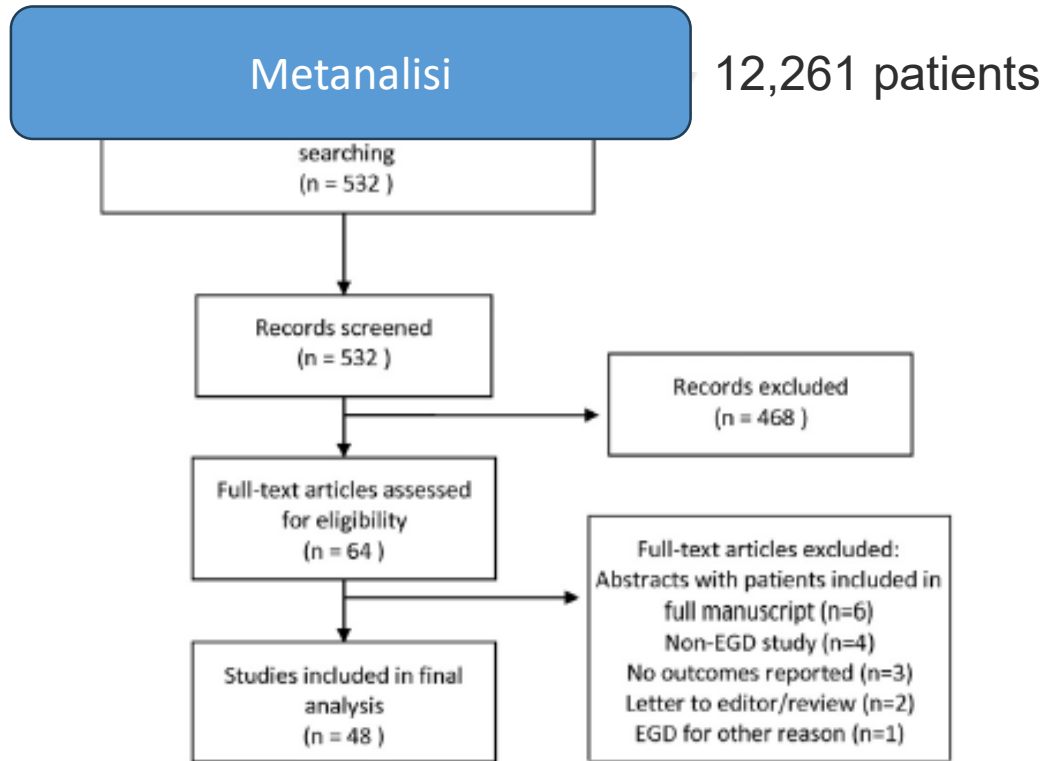 Metanalisi
12,261 patients
searching
(n = 532 )
Records screened
(n = 532 )
Records excluded
(n = 468 )
Full-text articles assessed
for eligibility
(n = 64 )
Full-text articles excluded:
Abstracts with patients included in
full manuscript (n=6)
Non-EGD study (n=4)
No outcomes reported (n=3)
Letter to editor/review (n=2)
EGD for other reason (n=1)
Studies included in final
analysis
(n = 48 )